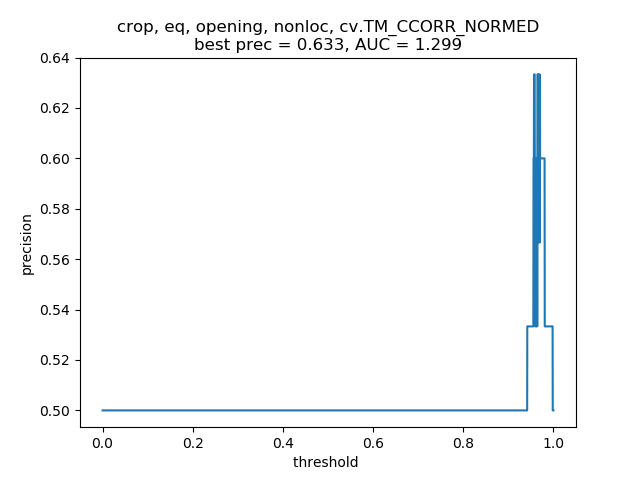 crop, eq, opening, nonloc, cv.TM_CCORR_NORMED
best prec = 0.633, AUC = 1.299
0.64
0.62
0.60
0.58
0.56
0.54
0.52
0.50
precision
0.0 0.2 0.4 0.6 0.8 1.0
threshold